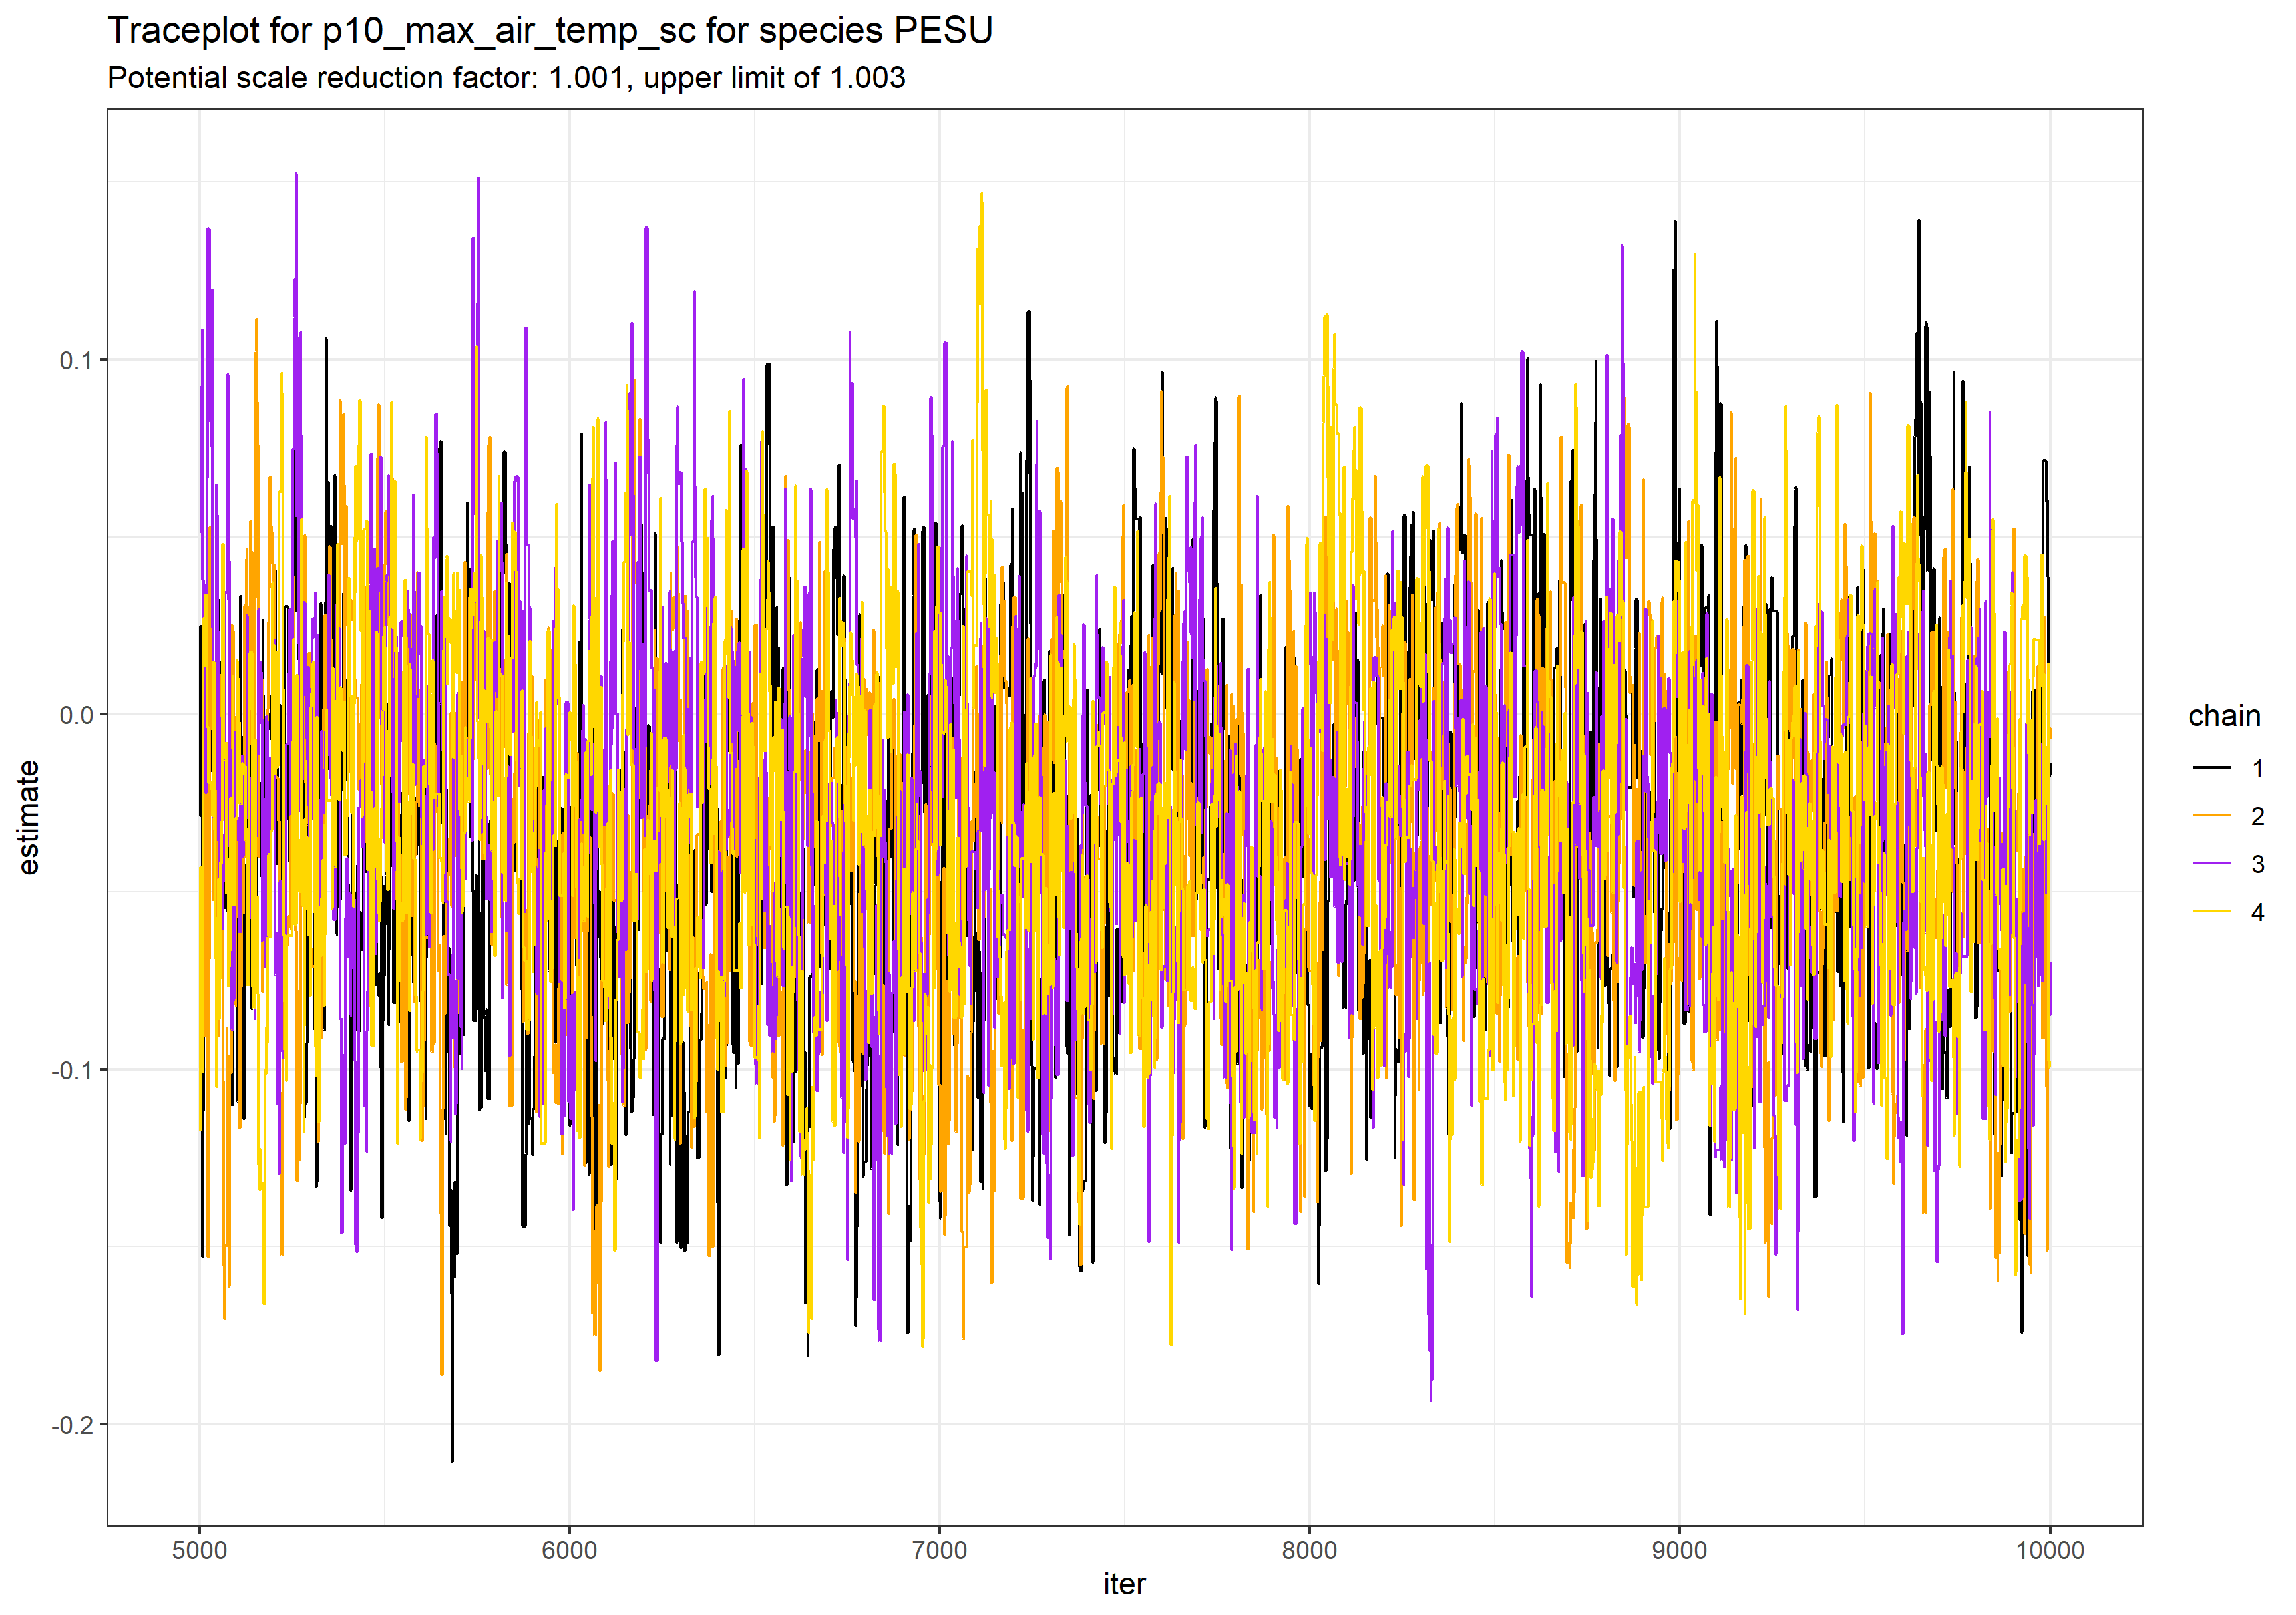 Traceplot for p10_max_air_temp_sc for species PESU
Potential scale reduction factor: 1.001, upper limit of 1.003
0.1
0.0
-0.1
-0.2
estimate
5000 6000 7000 8000 9000 10000
iter
chain
1
2
3
4